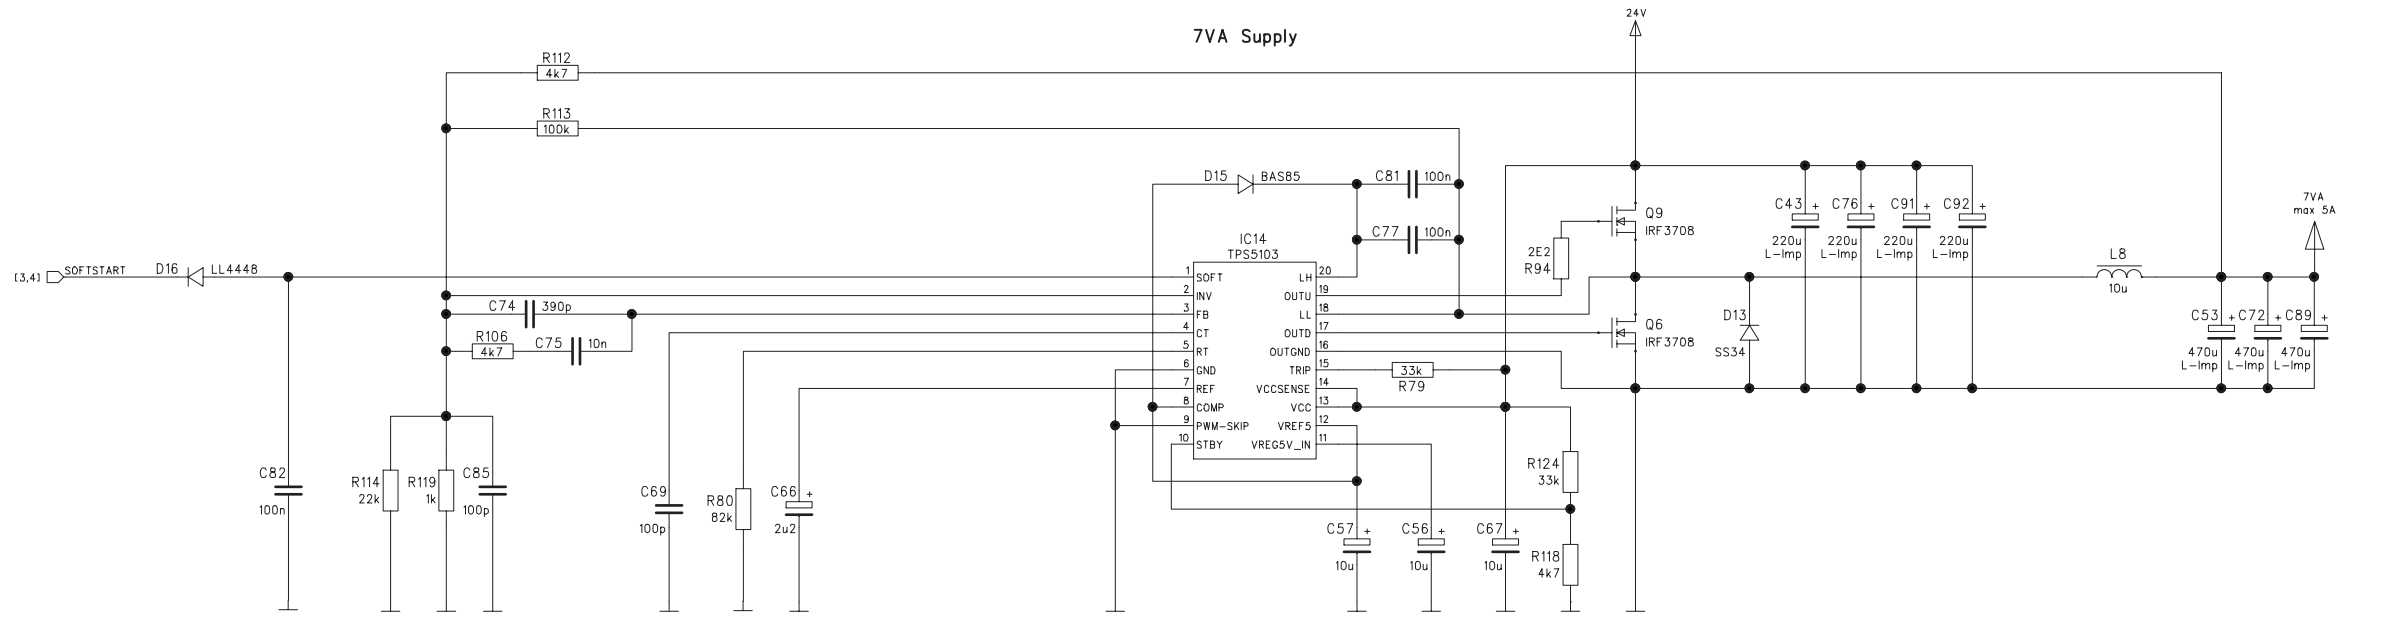 24V
7VA Supply
R112
4k7
R113
100k
D15 BAS85
C81 100n
C77 100n
IC14
TPS5103
[3,4] SOFTSTART D16 LL4448
1 SOFT
2 INV
3 FB
4 CT
5 RT
6 GND
7 REF
8 COMP
9 PWM-SKIP
10 STBY
LH 20
OUTU 19
LL 18
OUTD 17
OUTGND 16
TRIP 15
VCCSENSE 14
VCC 13
VREF5 12
VREG5V_IN 11
C74 390p
R106
4k7
C75 10n
33k
R79
2E2
R94
Q9
IRF3708
Q6
IRF3708
D13
SS34
C43 +
220u
L-Imp
C76 +
220u
L-Imp
C91 +
220u
L-Imp
C92 +
220u
L-Imp
L8
10u
7VA
max 5A
C53 +
470u
L-Imp
C72 +
470u
L-Imp
C89 +
470u
L-Imp
C82
100n
R114
22k
R119
1k
C85
100p
C69
100p
R80
82k
C66 +
2u2
C57 +
10u
C56 +
10u
C67 +
10u
R124
33k
R118
4k7